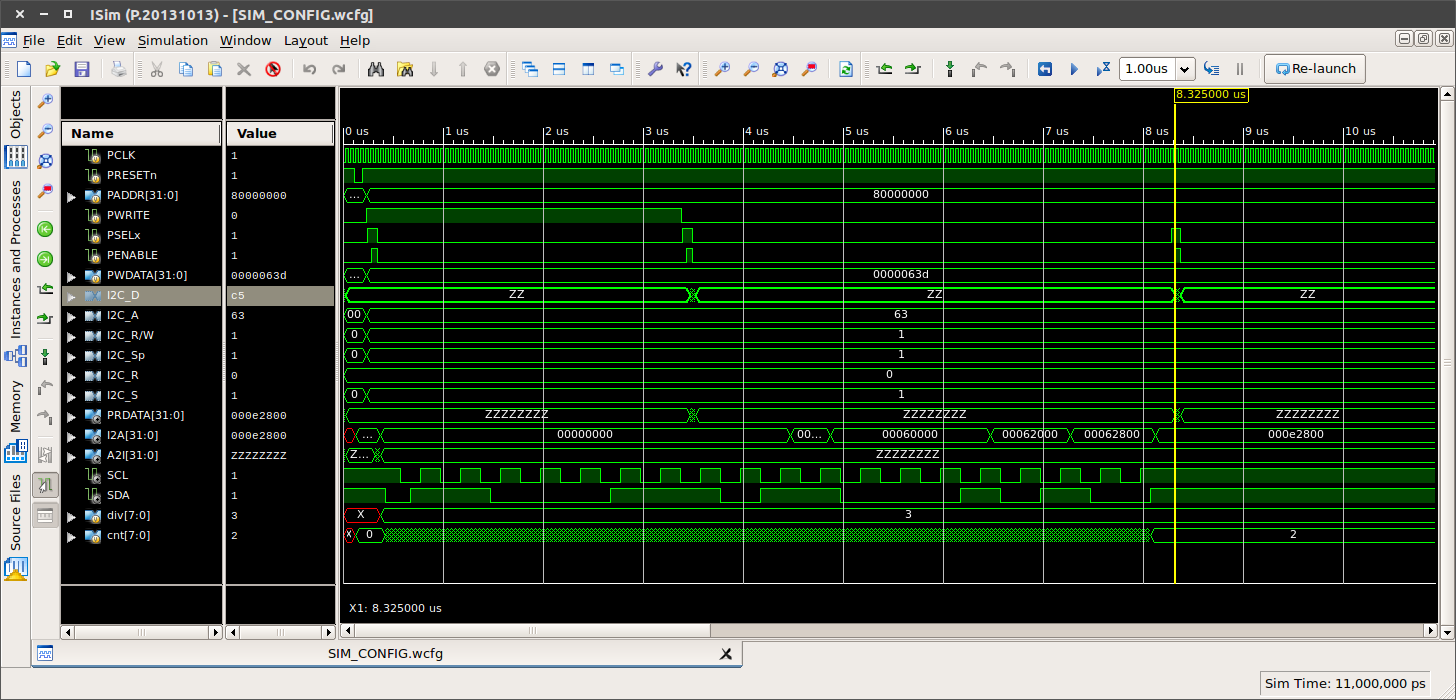 ISim (P.20131013) - [SIM_CONFIG.wcfg]
File Edit View Simulation Window Layout Help
1.00us Re-launch
Objects
Instances and Processes
Memory
Source Files
8.325000 us
Name Value
0 us 1 us 2 us 3 us 4 us 5 us 6 us 7 us 8 us 9 us 10 us
PCLK 1
PRESETn 1
PADDR[31:0] 80000000 ... 80000000
PWRITE 0
PSELx 1
PENABLE 1
PWDATA[31:0] 0000063d ... 0000063d
I2C_D c5 ZZ ZZ ZZ
I2C_A 63 00 63
I2C_R/W 1 0 1
I2C_Sp 1 0 1
I2C_R 0 0
I2C_S 1 0 1
PRDATA[31:0] 000e2800 ZZZZZZZZ ZZZZZZZZ ZZZZZZZZ
I2A[31:0] 000e2800 ... 00000000 00... 00060000 00062000 00062800 000e2800
A2I[31:0] ZZZZZZZZ Z... ZZZZZZZZ
SCL 1
SDA 1
div[7:0] 3 X 3
cnt[7:0] 2 X 0 2
X1: 8.325000 us
SIM_CONFIG.wcfg
Sim Time: 11,000,000 ps